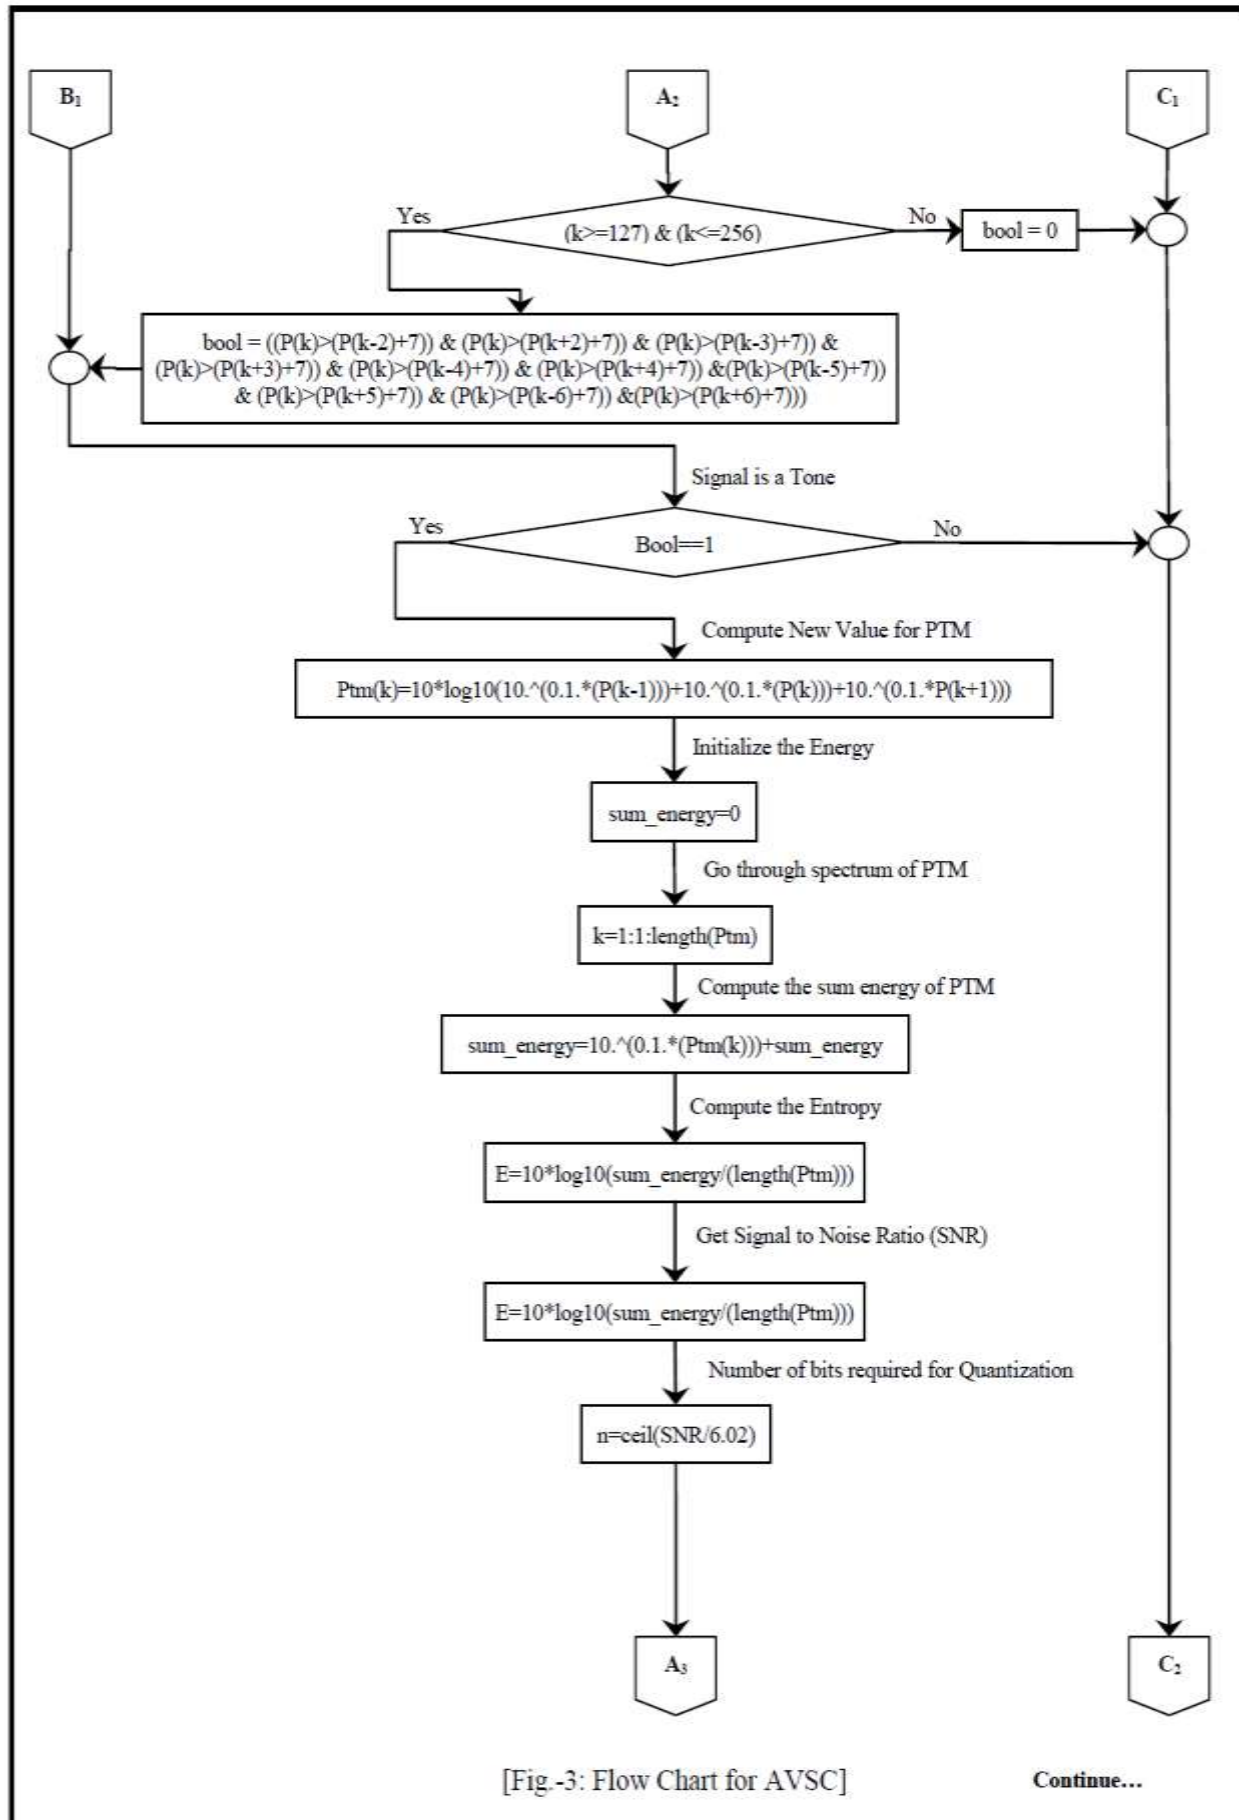 B₁
A₂
C₁
Yes
(k>=127) & (k<=256)
No
bool = 0
bool = ((P(k)>(P(k-2)+7)) & (P(k)>(P(k+2)+7)) & (P(k)>(P(k-3)+7)) &
(P(k)>(P(k+3)+7)) & (P(k)>(P(k-4)+7)) & (P(k)>(P(k+4)+7)) &(P(k)>(P(k-5)+7))
& (P(k)>(P(k+5)+7)) & (P(k)>(P(k-6)+7)) &(P(k)>(P(k+6)+7)))
Signal is a Tone
Yes
Bool==1
No
Compute New Value for PTM
Ptm(k)=10*log10(10.^(0.1.*(P(k-1)))+10.^(0.1.*(P(k)))+10.^(0.1.*P(k+1)))
Initialize the Energy
sum_energy=0
Go through spectrum of PTM
k=1:1:length(Ptm)
Compute the sum energy of PTM
sum_energy=10.^(0.1.*(Ptm(k)))+sum_energy
Compute the Entropy
E=10*log10(sum_energy/(length(Ptm)))
Get Signal to Noise Ratio (SNR)
E=10*log10(sum_energy/(length(Ptm)))
Number of bits required for Quantization
n=ceil(SNR/6.02)
A₃
C₂
[Fig.-3: Flow Chart for AVSC]
Continue...